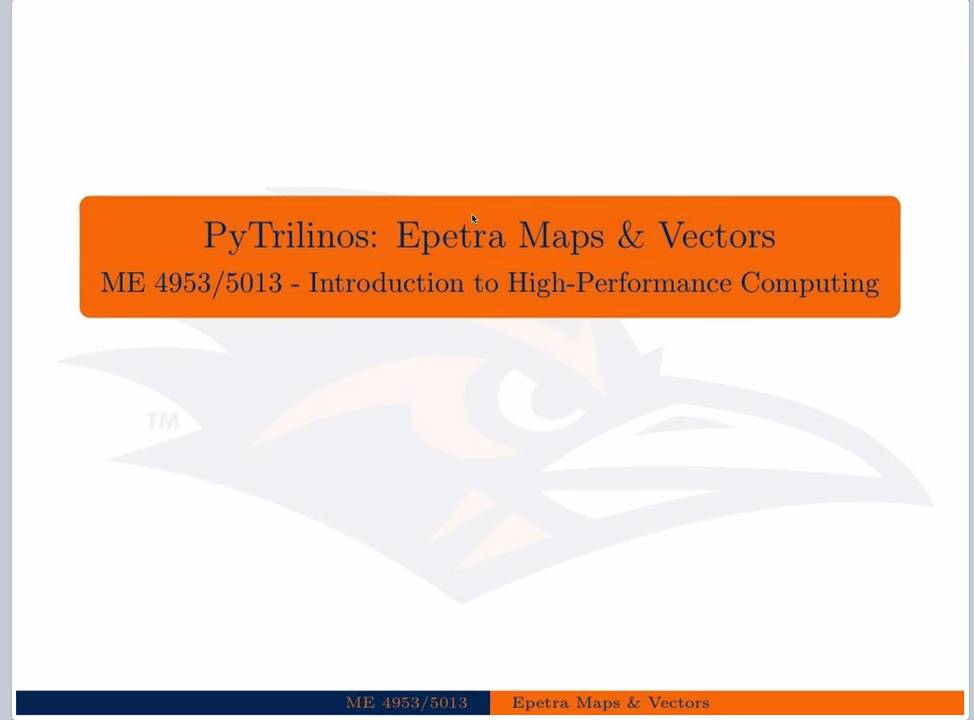 PyTrilinos: Epetra Maps & Vectors
ME 4953/5013 - Introduction to High-Performance Computing
TM
ME 4953/5013 Epetra Maps & Vectors